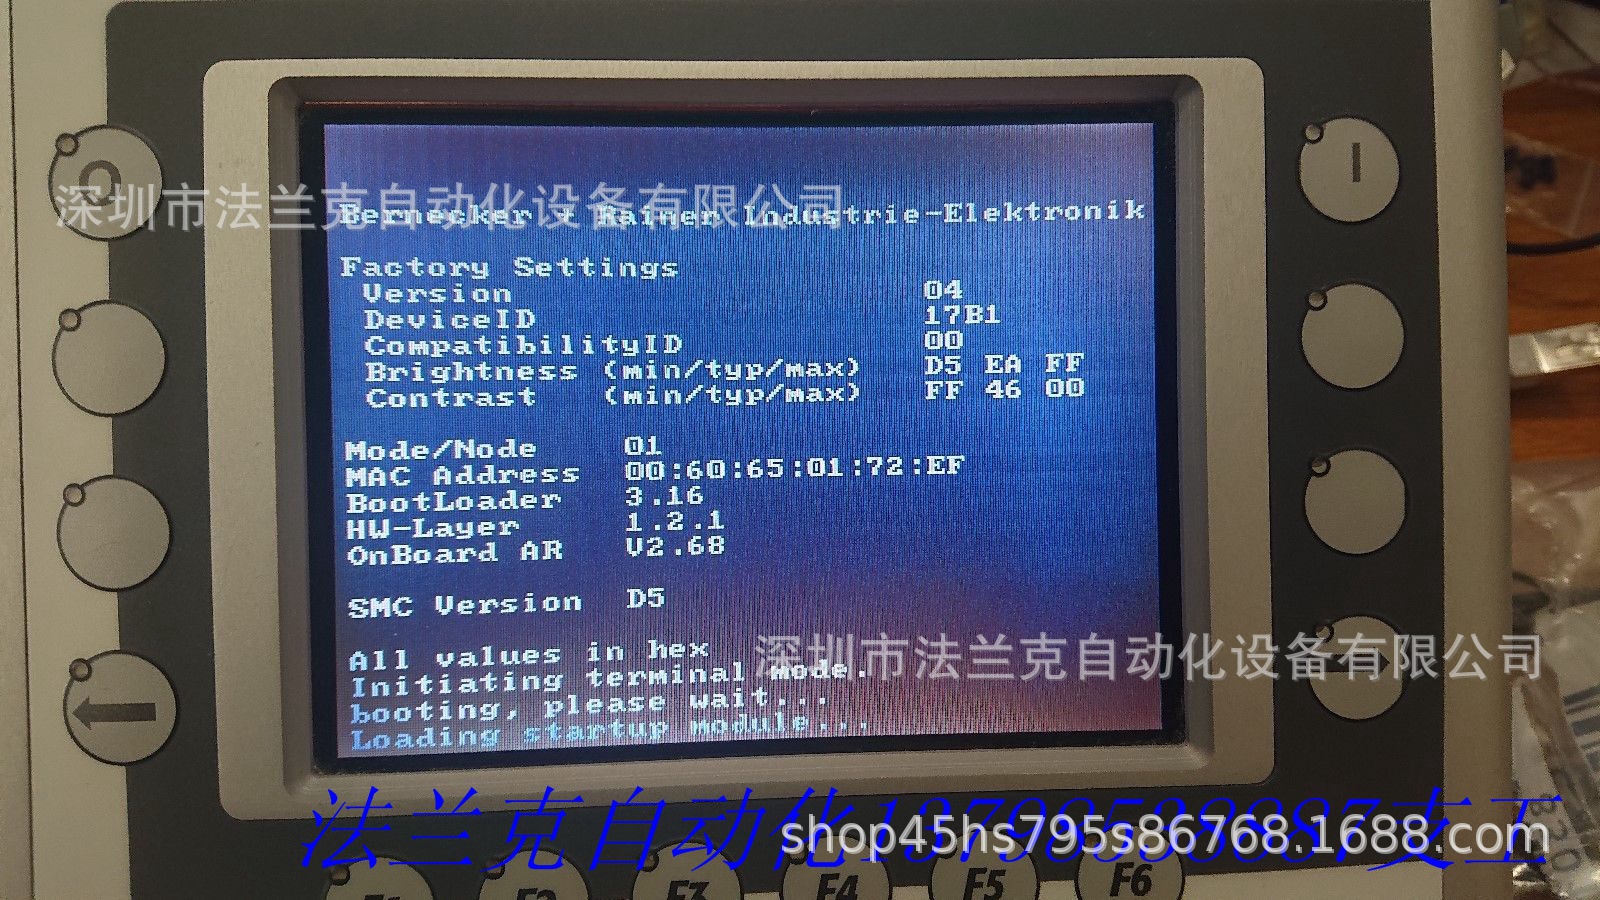 深圳市法兰克自动化设备有限公司
Bernecker + Rainer Industrie-Elektronik
Factory Settings
Version 04
DeviceID 17B1
CompatibilityID 00
Brightness (min/typ/max) D5 EA FF
Contrast (min/typ/max) FF 46 00
Mode/Node 01
MAC Address 00:60:65:01:72:EF
BootLoader 3.16
HW-Layer 1.2.1
OnBoard AR V2.68
SMC Version D5
All values in hex
深圳市法兰克自动化设备有限公司
Initiating terminal mode.
booting, please wait...
Loading startup module...
法兰克自动化
shop45hs795s86768.1688.com
F1 F2 F3 F4 F5 F6